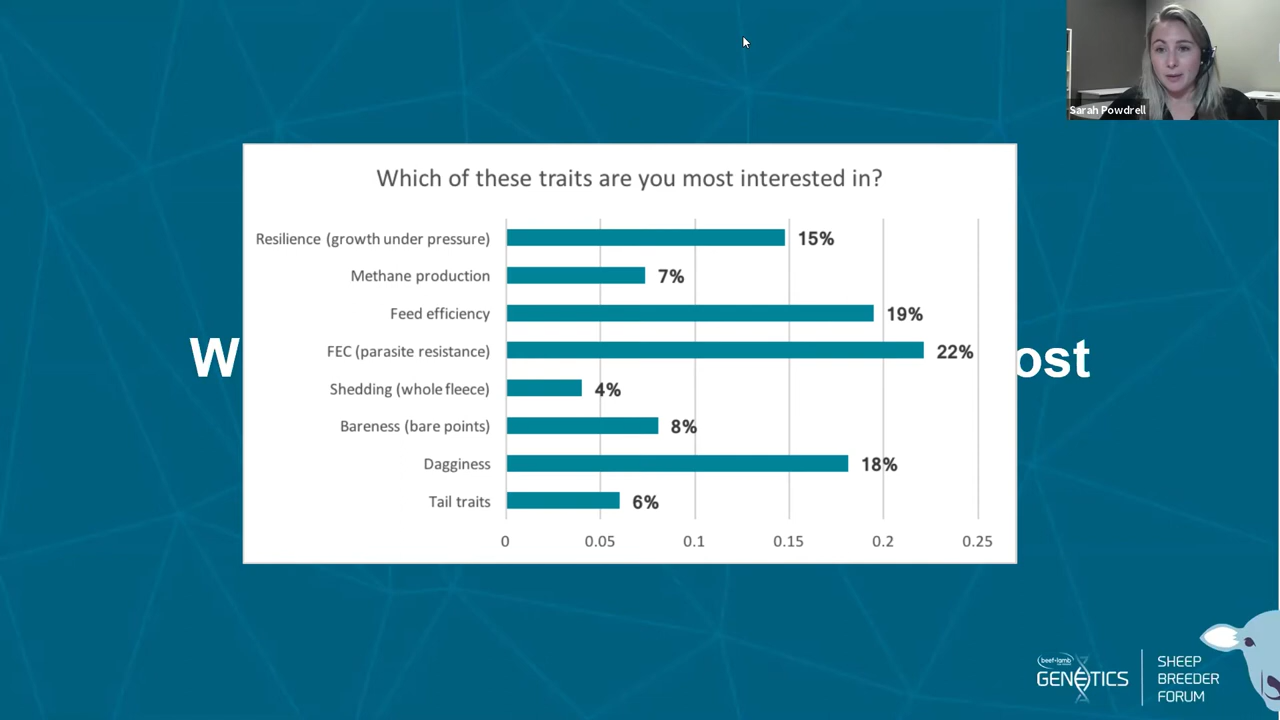 Sarah Powdrell
Which of these traits are you most interested in?
Resilience (growth under pressure) 15%
Methane production 7%
Feed efficiency 19%
FEC (parasite resistance) 22%
W ost
Shedding (whole fleece) 4%
Bareness (bare points) 8%
Dagginess 18%
Tail traits 6%
0 0.05 0.1 0.15 0.2 0.25
beef+lamb
GENETICS
SHEEP
BREEDER
FORUM